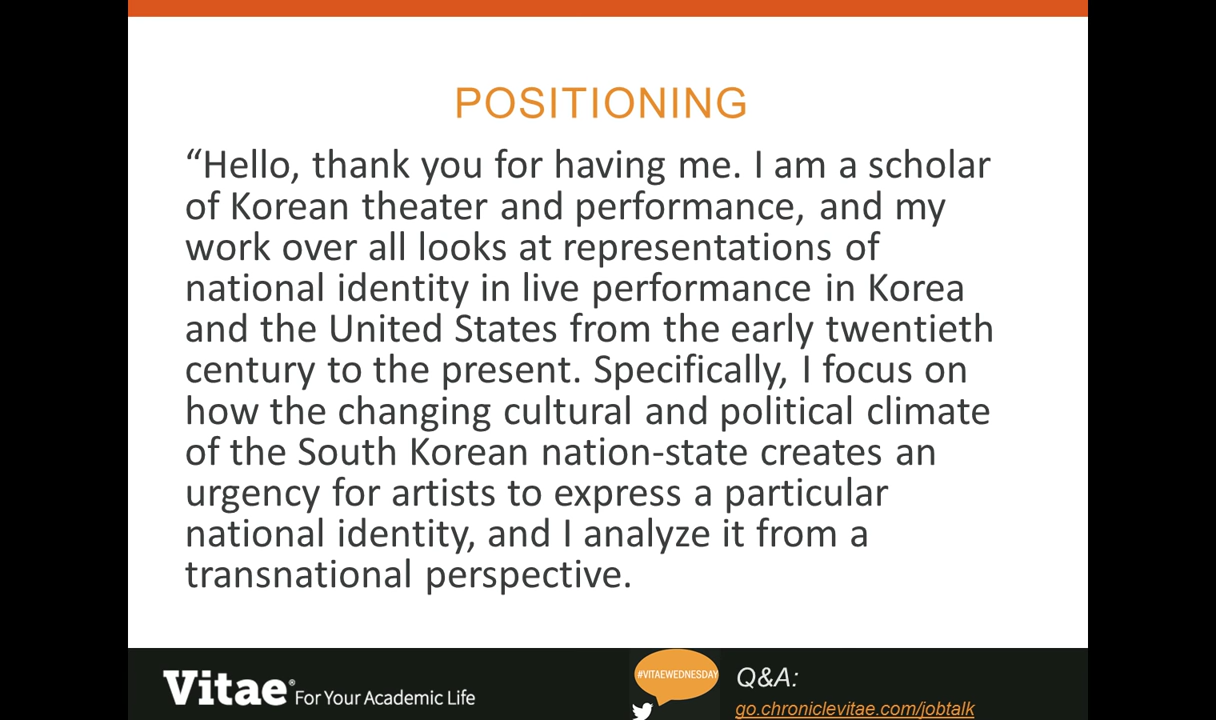 POSITIONING
“Hello, thank you for having me. I am a scholar
of Korean theater and performance, and my
work over all looks at representations of
national identity in live performance in Korea
and the United States from the early twentieth
century to the present. Specifically, I focus on
how the changing cultural and political climate
of the South Korean nation-state creates an
urgency for artists to express a particular
national identity, and I analyze it from a
transnational perspective.
Vitae® For Your Academic Life
#VITAEWEDNESDAY
Q&A:
go.chroniclevitae.com/jobtalk